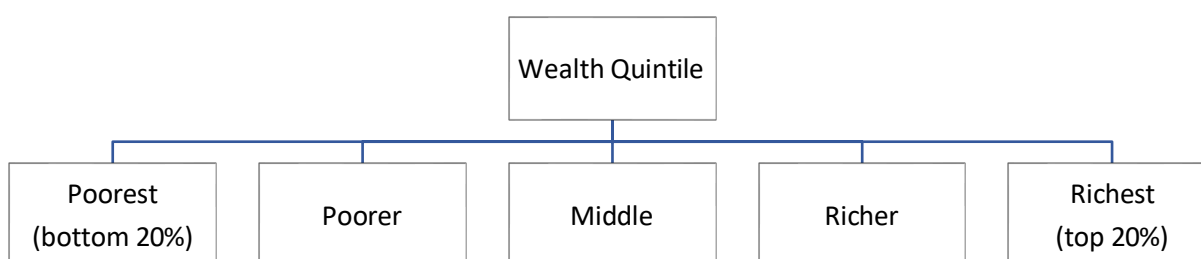 Wealth Quintile
Poorest
(bottom 20%)
Poorer
Middle
Richer
Richest
(top 20%)